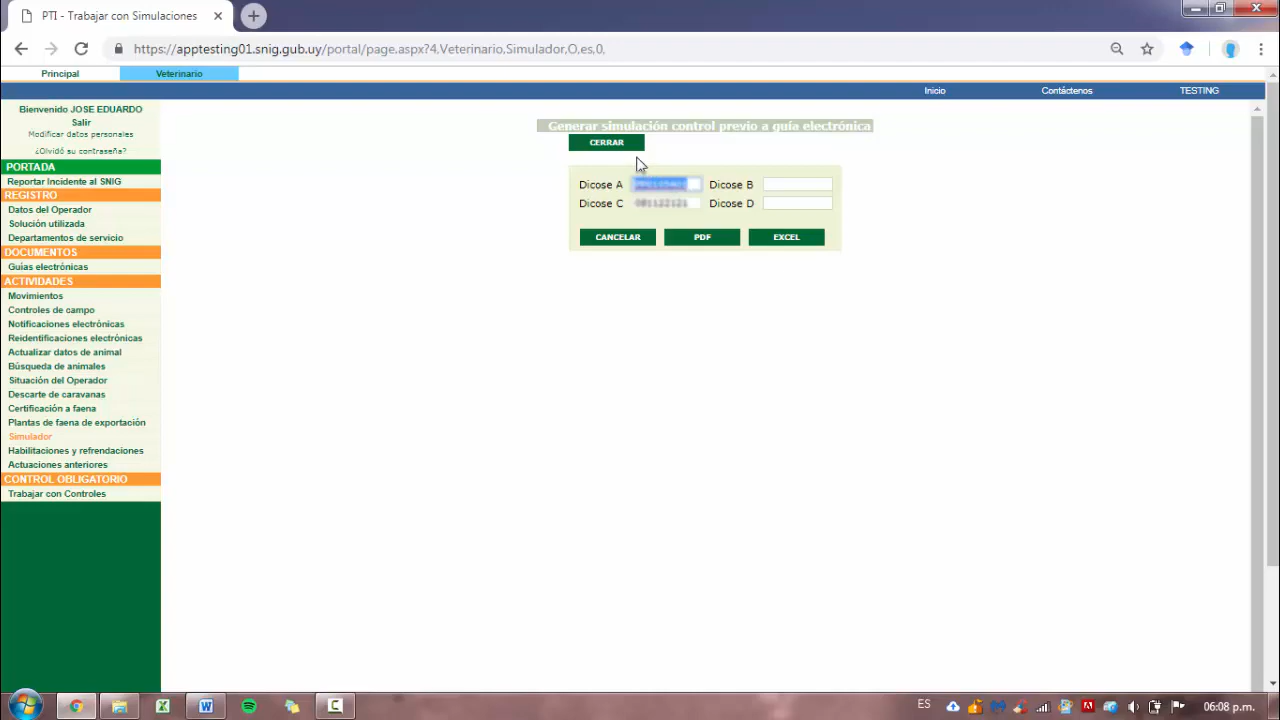 PTI - Trabajar con Simulaciones
https://apptesting01.snig.gub.uy/portal/page.aspx?4,Veterinario,Simulador,O,es,0,
Principal
Veterinario
Inicio
Contáctenos
TESTING
Bienvenido JOSE EDUARDO
Salir
Modificar datos personales
¿Olvidó su contraseña?
PORTADA
Reportar Incidente al SNIG
REGISTRO
Datos del Operador
Solución utilizada
Departamentos de servicio
DOCUMENTOS
Guías electrónicas
ACTIVIDADES
Movimientos
Controles de campo
Notificaciones electrónicas
Reidentificaciones electrónicas
Actualizar datos de animal
Búsqueda de animales
Situación del Operador
Descarte de caravanas
Certificación a faena
Plantas de faena de exportación
Simulador
Habilitaciones y refrendaciones
Actuaciones anteriores
CONTROL OBLIGATORIO
Trabajar con Controles
Generar simulación control previo a guía electrónica
CERRAR
Dicose A Dicose B
Dicose C Dicose D
CANCELAR PDF EXCEL
ES 06:08 p.m.